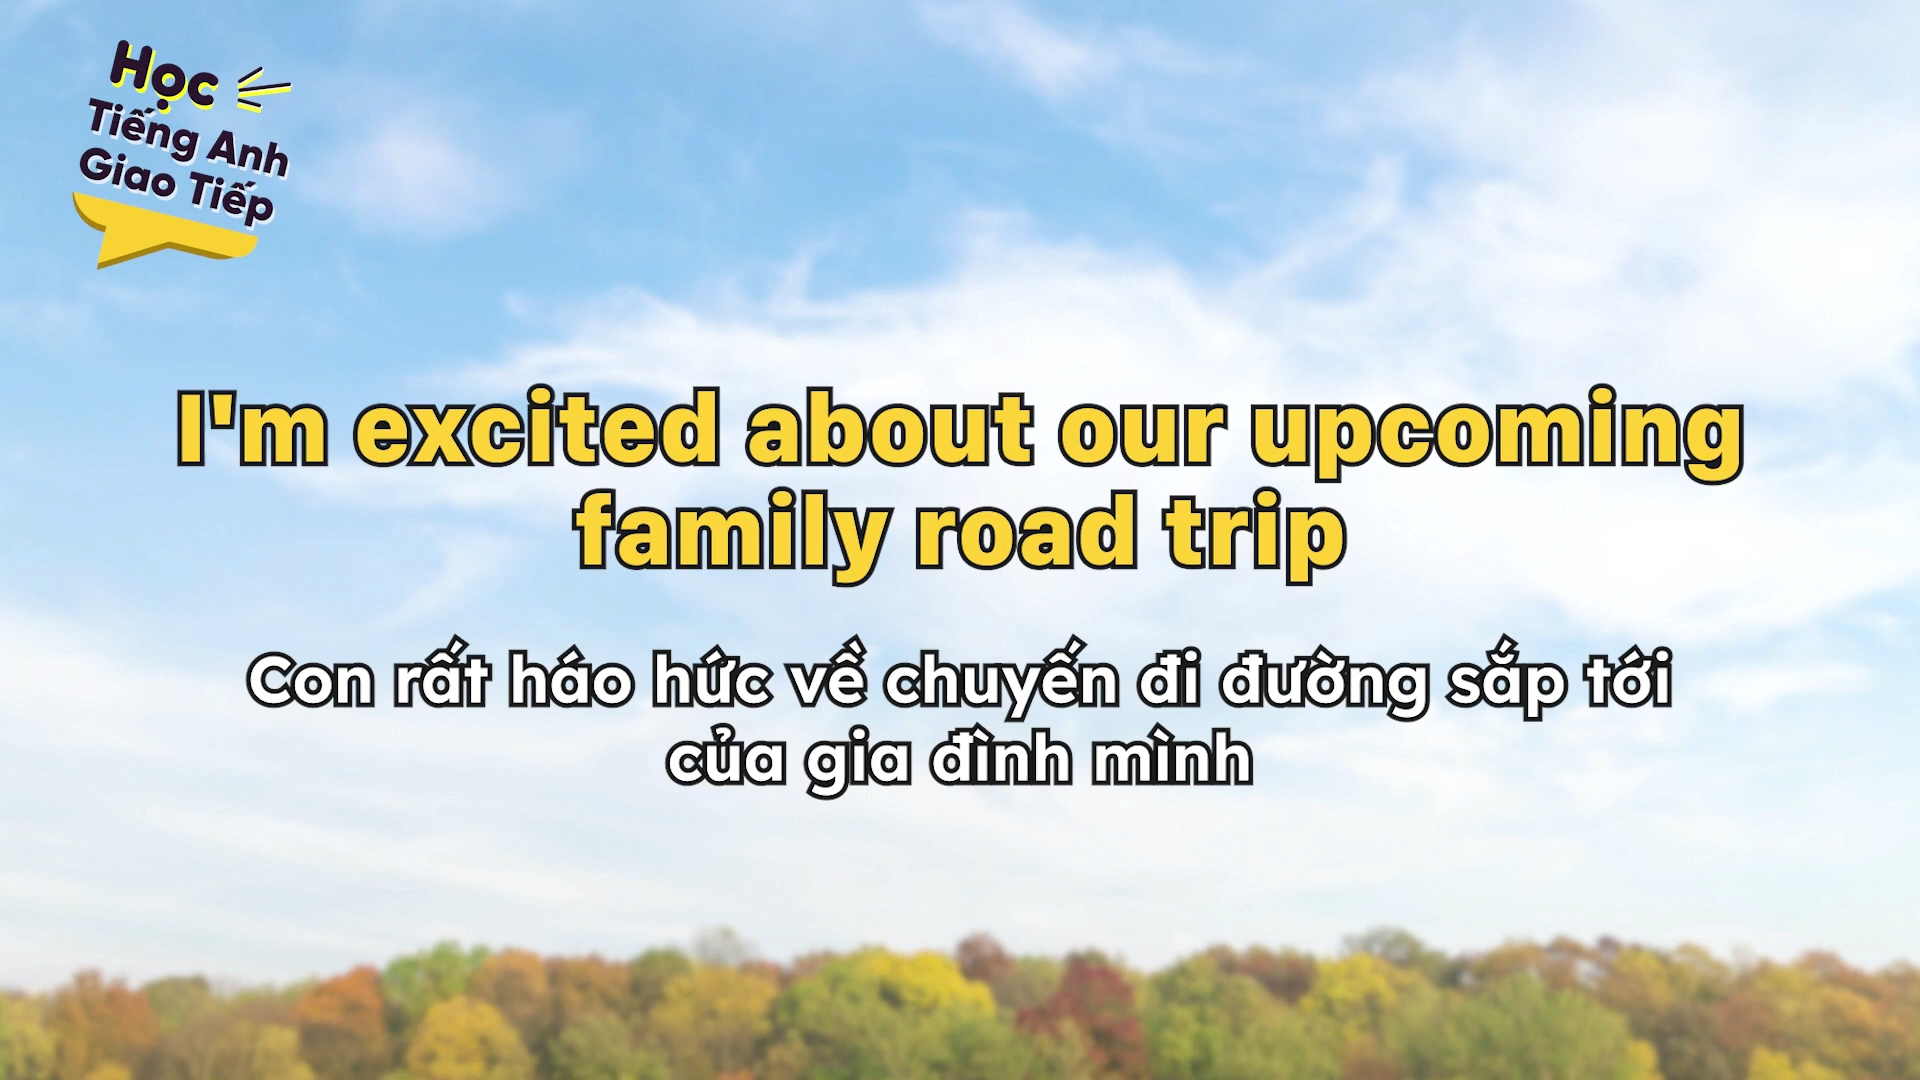 Học
Tiếng Anh
Giao Tiếp
I'm excited about our upcoming
family road trip
Con rất háo hức về chuyến đi đường sắp tới
của gia đình mình